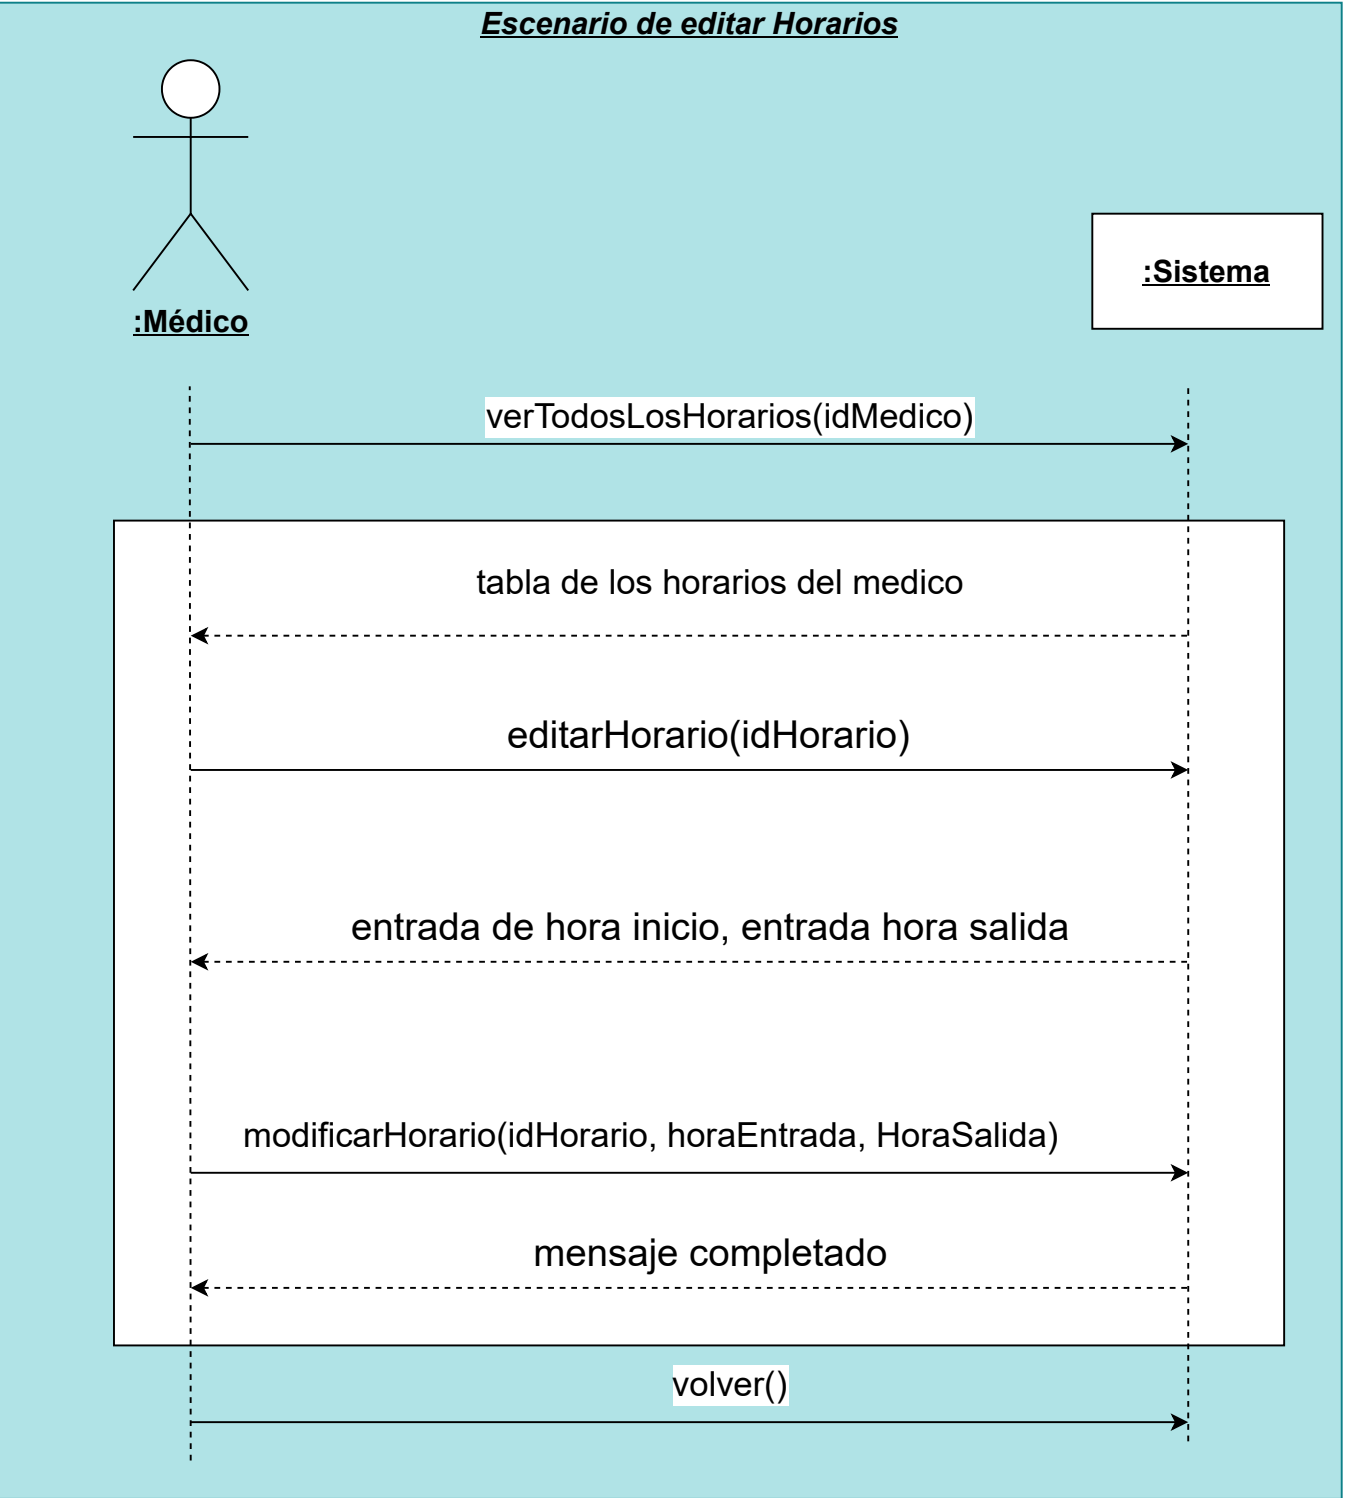 Escenario de editar Horarios
:Médico
:Sistema
verTodosLosHorarios(idMedico)
tabla de los horarios del medico
editarHorario(idHorario)
entrada de hora inicio, entrada hora salida
modificarHorario(idHorario, horaEntrada, HoraSalida)
mensaje completado
volver()